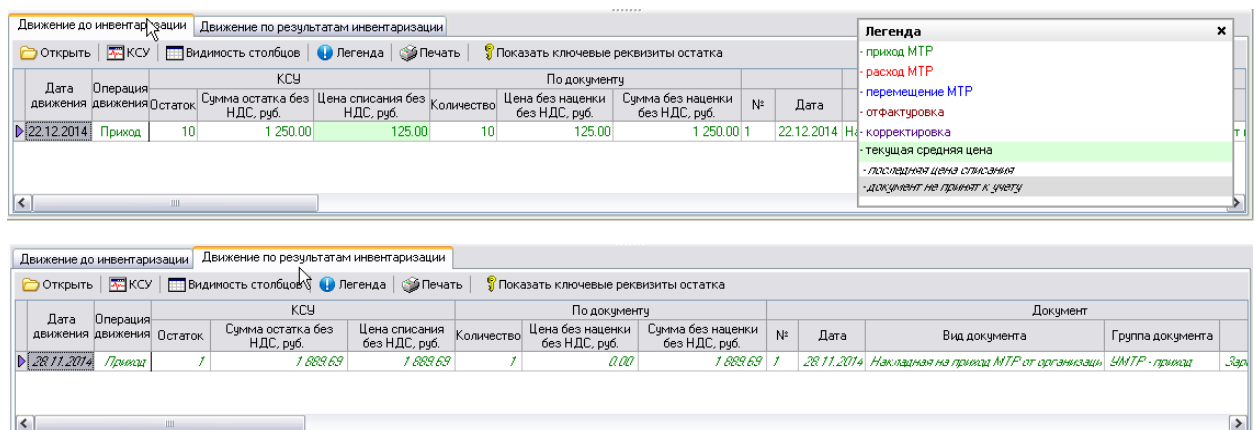 Движение до инвентаризации Движение по результатам инвентаризации
Открыть КСУ Видимость столбцов Легенда Печать Показать ключевые реквизиты остатка
Легенда x
- приход МТР
- расход МТР
- перемещение МТР
- отфактуровка
- корректировка
- текущая средняя цена
- последняя цена списания
- документ не принят к учету
Дата движения Операция движения КСУ По документу
Остаток Сумма остатка без НДС, руб. Цена списания без НДС, руб. Количество Цена без наценки без НДС, руб. Сумма без наценки без НДС, руб. № Дата
22.12.2014 Приход 10 1 250.00 125.00 10 125.00 1 250.00 1 22.12.2014
Движение до инвентаризации Движение по результатам инвентаризации
Открыть КСУ Видимость столбцов Легенда Печать Показать ключевые реквизиты остатка
Дата движения Операция движения КСУ По документу Документ
Остаток Сумма остатка без НДС, руб. Цена списания без НДС, руб. Количество Цена без наценки без НДС, руб. Сумма без наценки без НДС, руб. № Дата Вид документа Группа документа
28.11.2014 Приход 1 1 889.69 1 889.69 1 0.00 1 889.69 1 28.11.2014 Накладная на приход МТР от организаци УМТР - приход